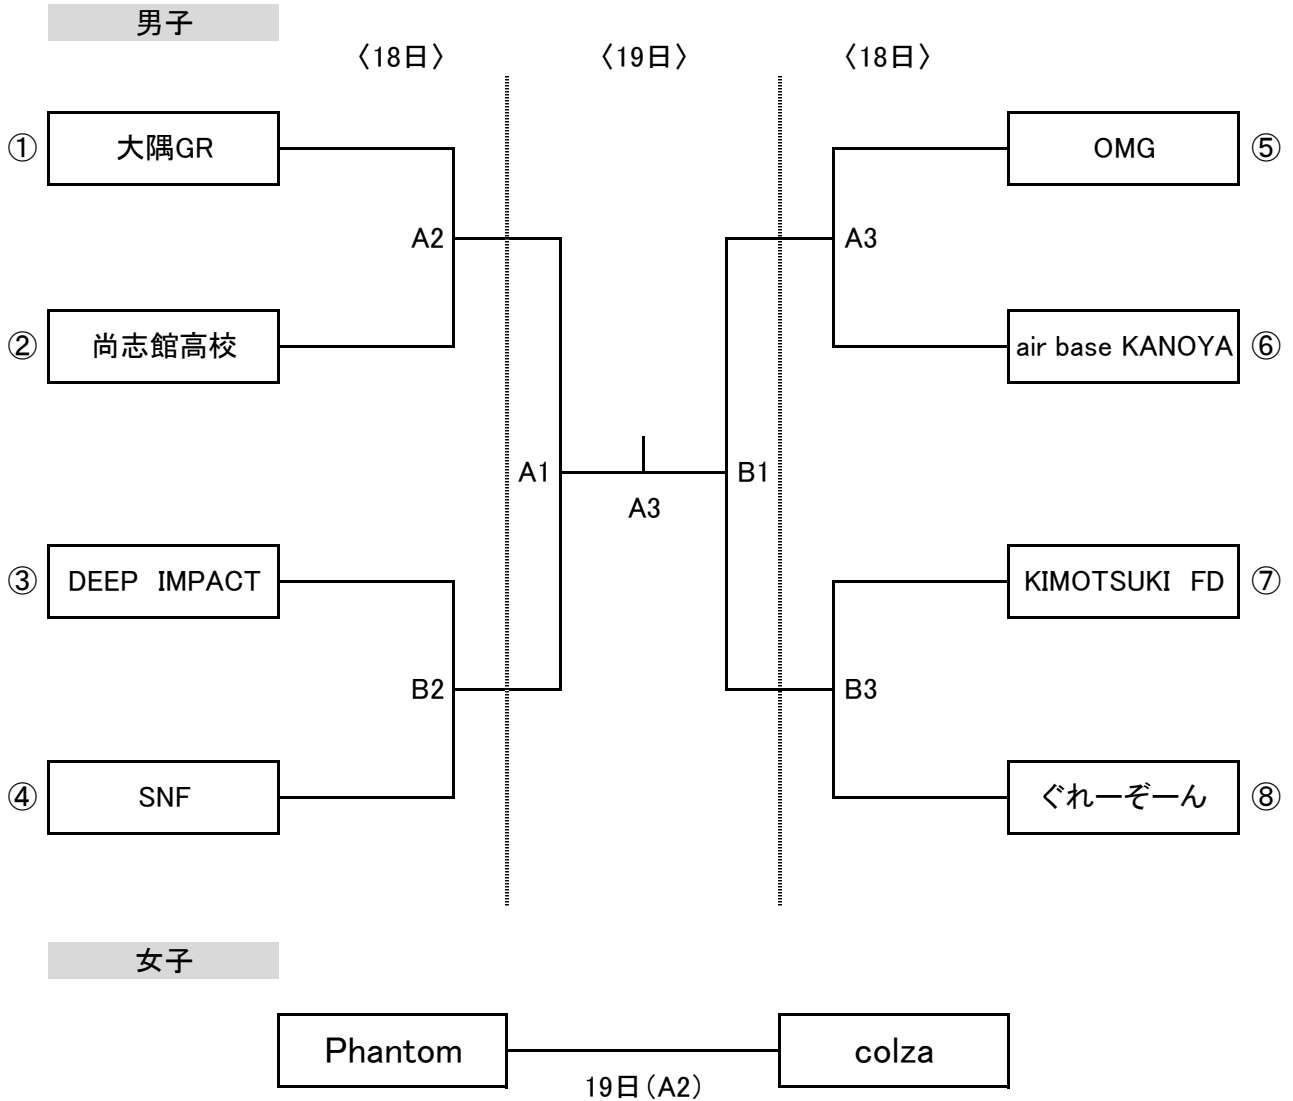 男子
〈18日〉 〈19日〉 〈18日〉
① 大隅GR OMG ⑤
A2 A3
② 尚志館高校 air base KANOYA ⑥
A1 B1
A3
③ DEEP　IMPACT KIMOTSUKI　FD ⑦
B2 B3
④ SNF ぐれーぞーん ⑧
女子
Phantom colza
19日（A2）